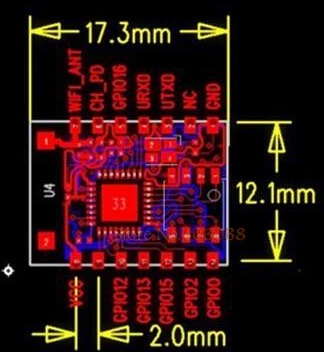 17.3mm
WIFI_ANT
CH_PD
GPIO16
URXD
UTXD
NC
GND
1
U4
33
12.1mm
2
VCC
GPIO12
GPIO13
GPIO15
GPIO2
GPIO0
2.0mm